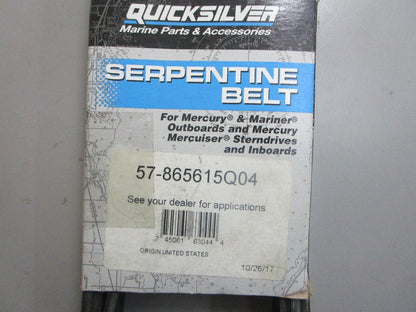 QUICKSILVER®
Marine Parts & Accessories
SERPENTINE
BELT
For Mercury® & Mariner®
Outboards and Mercury
Mercuiser® Sterndrives
and Inboards
57-865615Q04
See your dealer for applications.
7 45061 63044 4
ORIGIN UNITED STATES
10/26/17